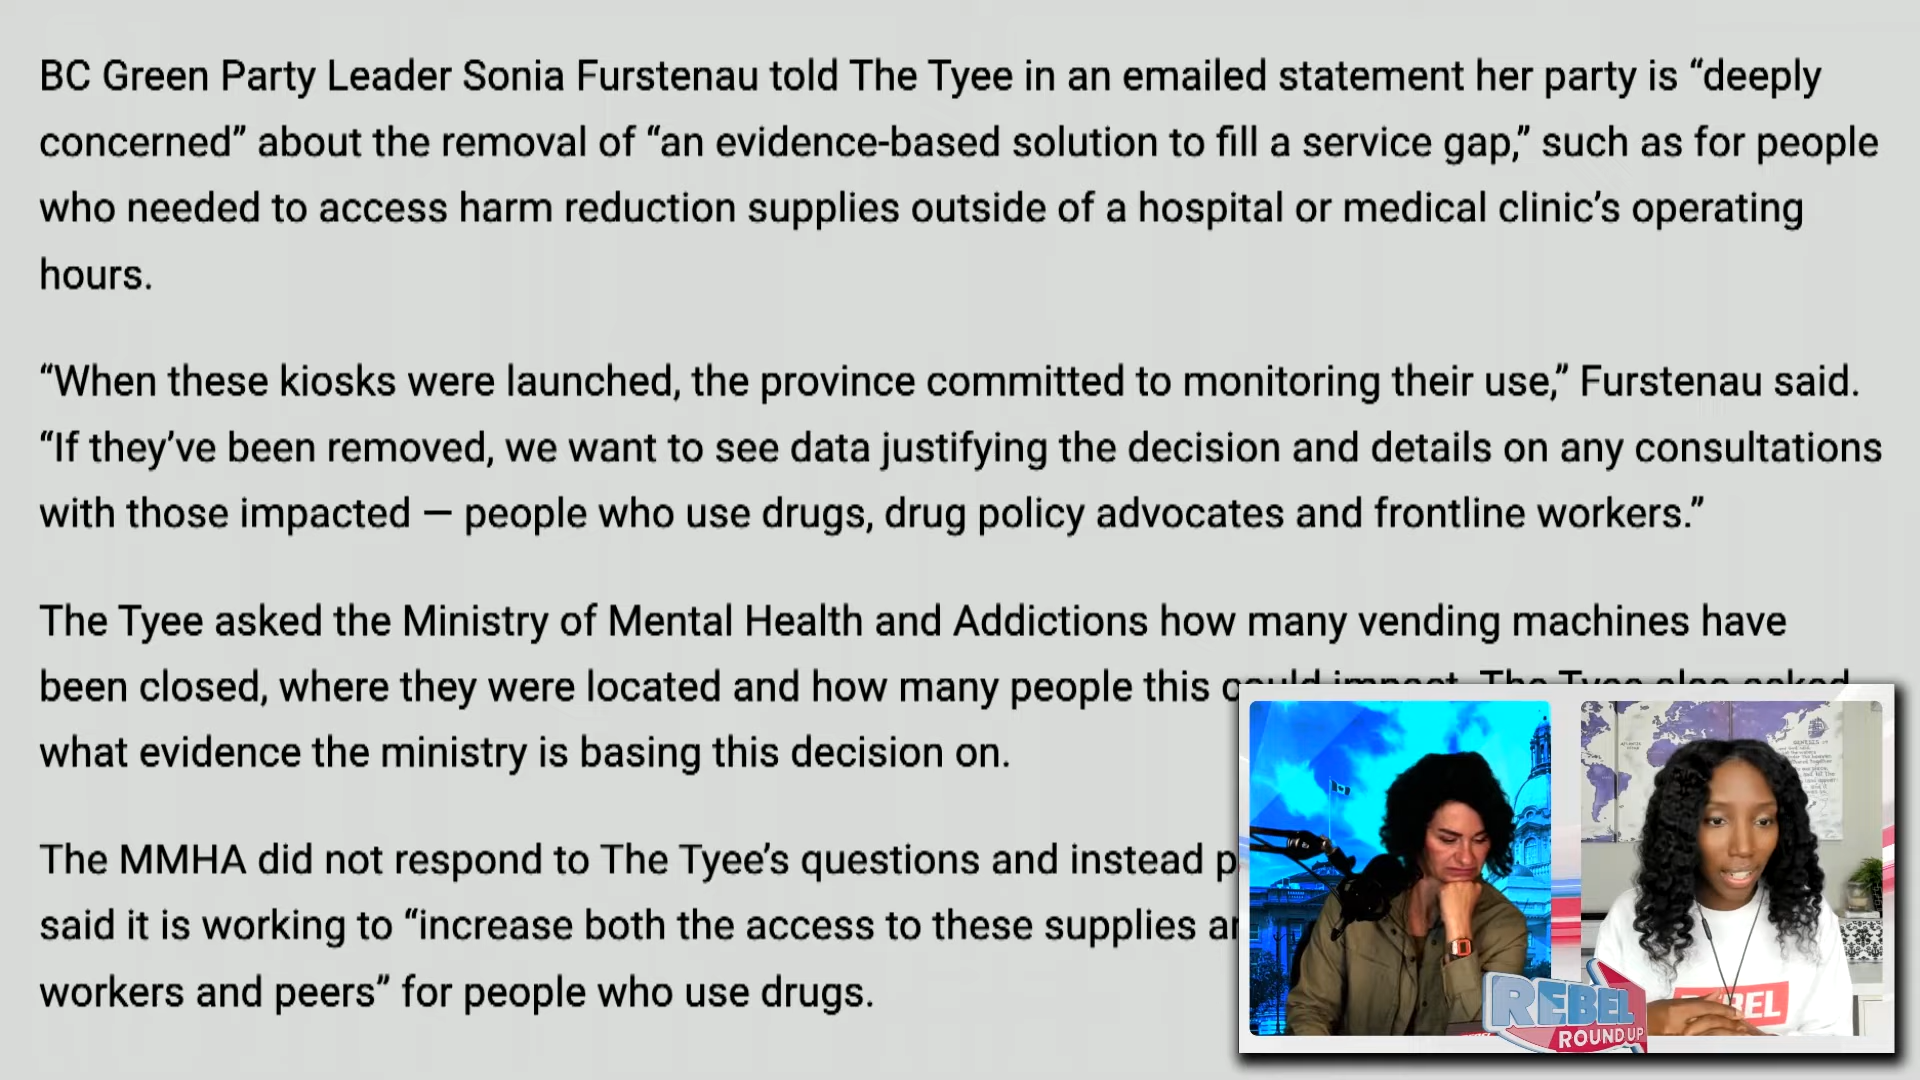 BC Green Party Leader Sonia Furstenau told The Tyee in an emailed statement her party is “deeply
concerned” about the removal of “an evidence-based solution to fill a service gap,” such as for people
who needed to access harm reduction supplies outside of a hospital or medical clinic’s operating
hours.
“When these kiosks were launched, the province committed to monitoring their use,” Furstenau said.
“If they’ve been removed, we want to see data justifying the decision and details on any consultations
with those impacted — people who use drugs, drug policy advocates and frontline workers.”
The Tyee asked the Ministry of Mental Health and Addictions how many vending machines have
been closed, where they were located and how many people this could impact. The Tyee also asked
what evidence the ministry is basing this decision on.
The MMHA did not respond to The Tyee’s questions and instead
said it is working to “increase both the access to these supplies
workers and peers” for people who use drugs.
REBEL
ROUNDUP